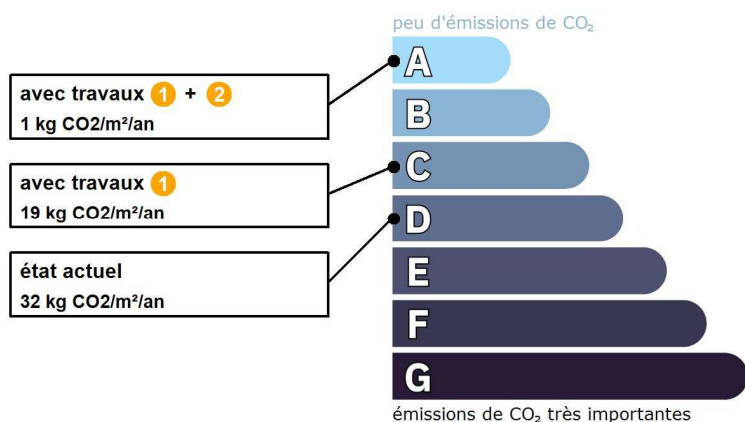 peu d'émissions de CO₂
A
avec travaux 1 + 2
1 kg CO2/m²/an
B
avec travaux 1
19 kg CO2/m²/an
C
D
état actuel
32 kg CO2/m²/an
E
F
G
émissions de CO₂ très importantes